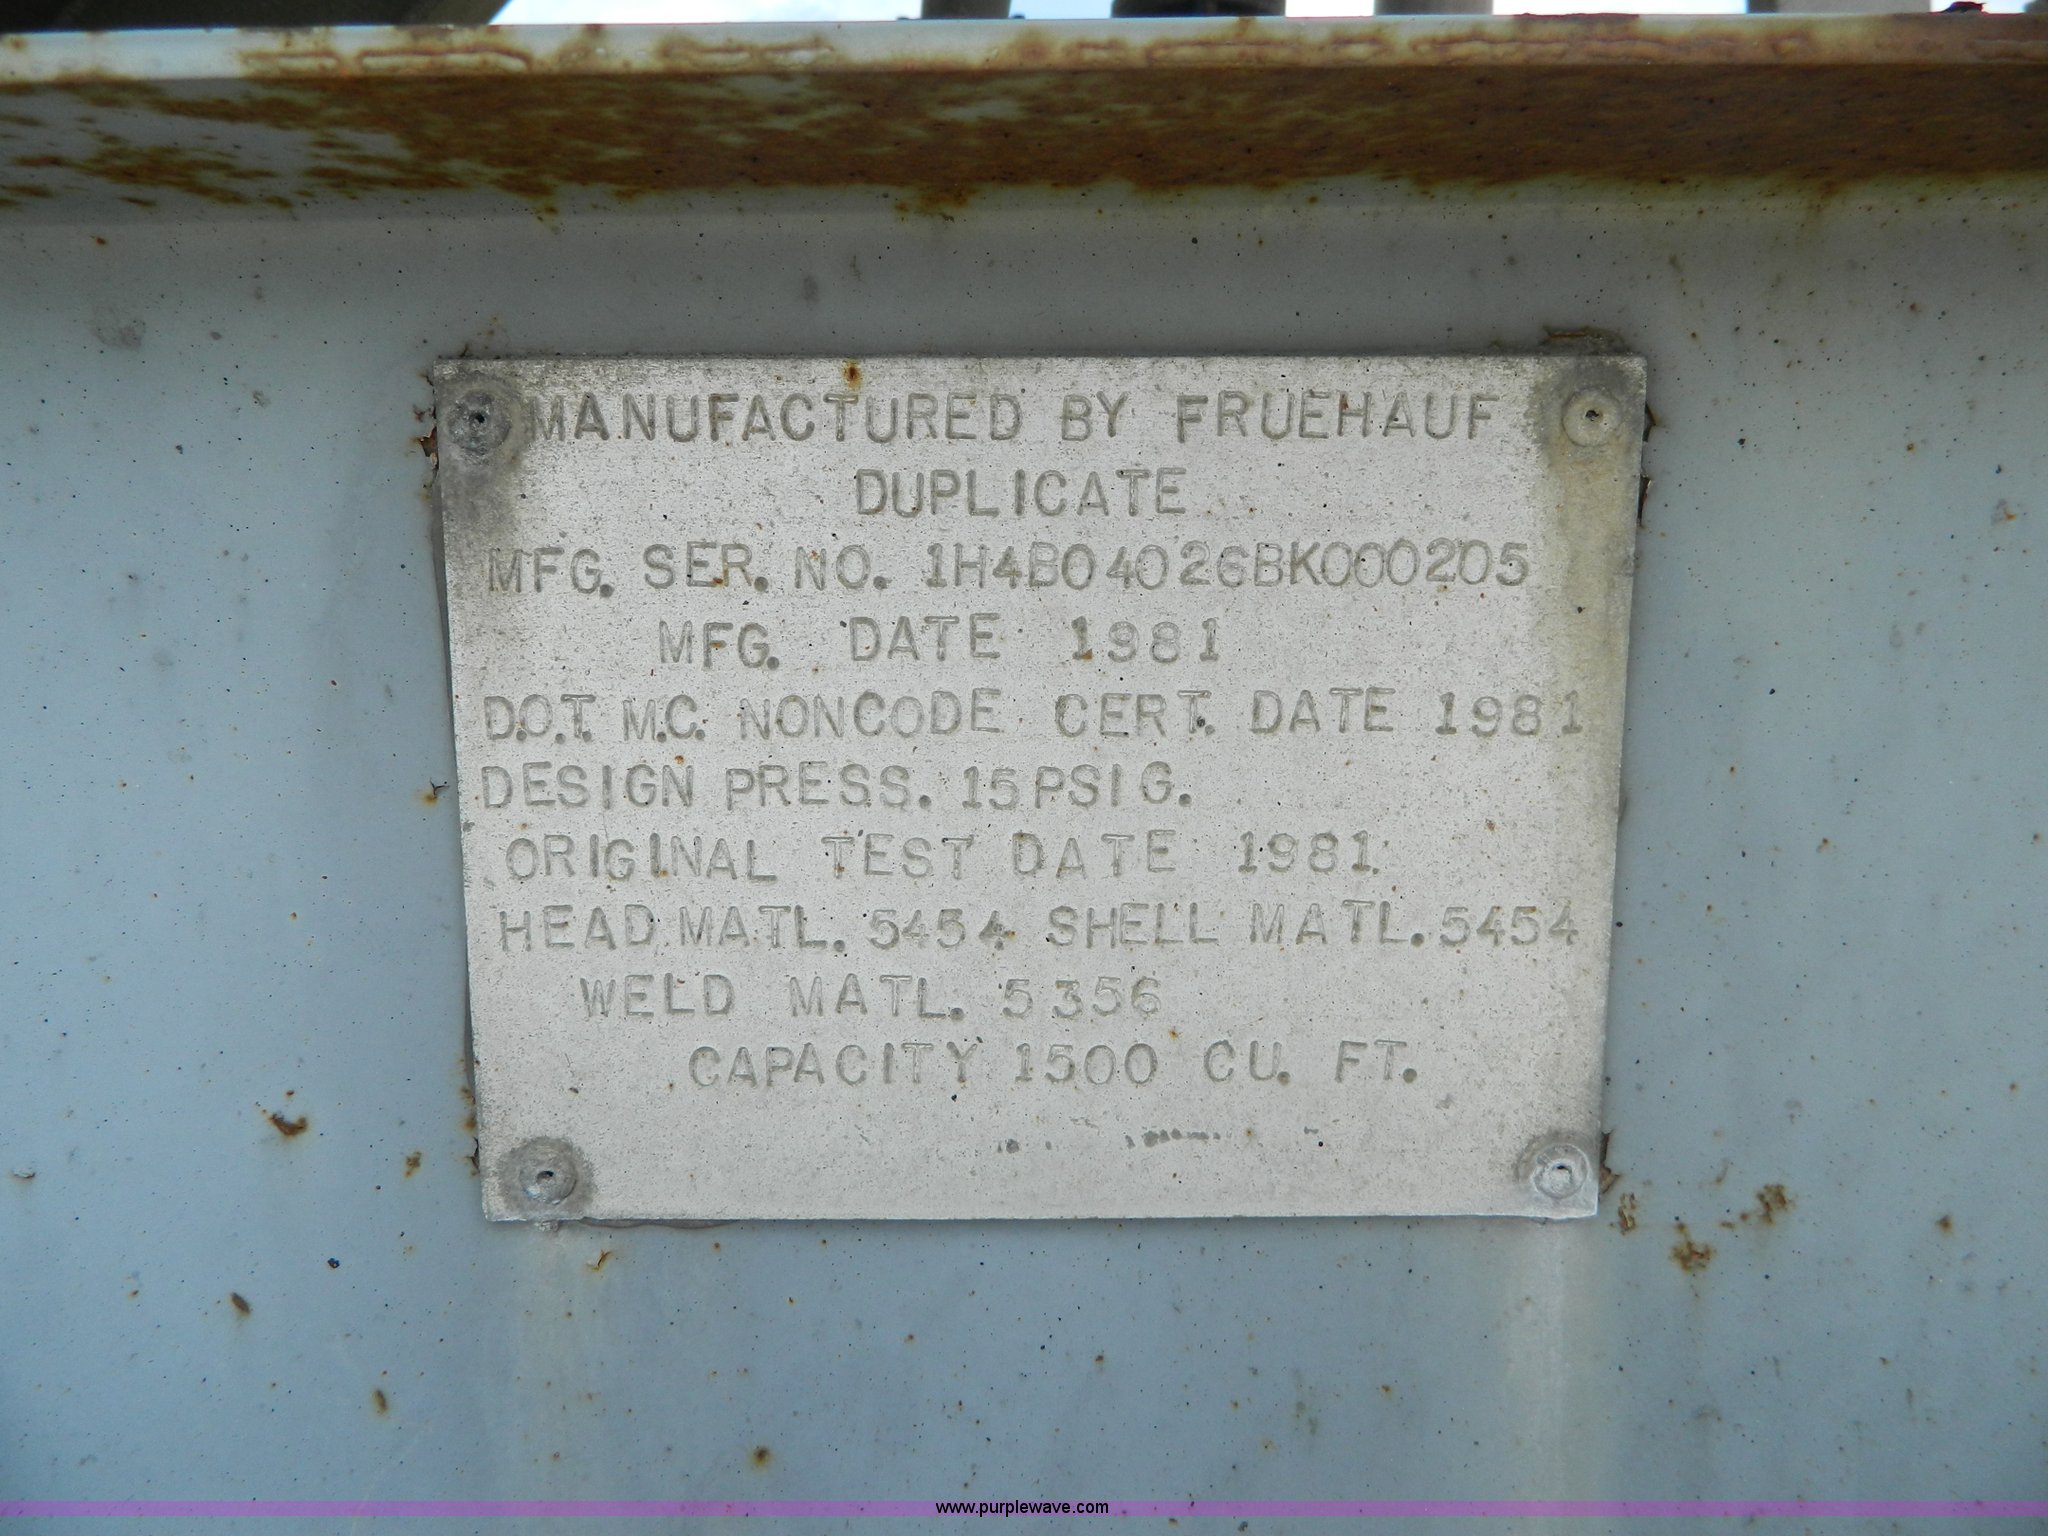 MANUFACTURED BY FRUEHAUF
DUPLICATE
MFG. SER. NO. 1H4B04026BK000205
MFG. DATE 1981
D.O.T. M.C. NONCODE CERT. DATE 1981
DESIGN PRESS. 15 PSIG.
ORIGINAL TEST DATE 1981.
HEAD MATL. 5454 SHELL MATL. 5454
WELD MATL. 5356
CAPACITY 1500 CU. FT.
www.purplewave.com